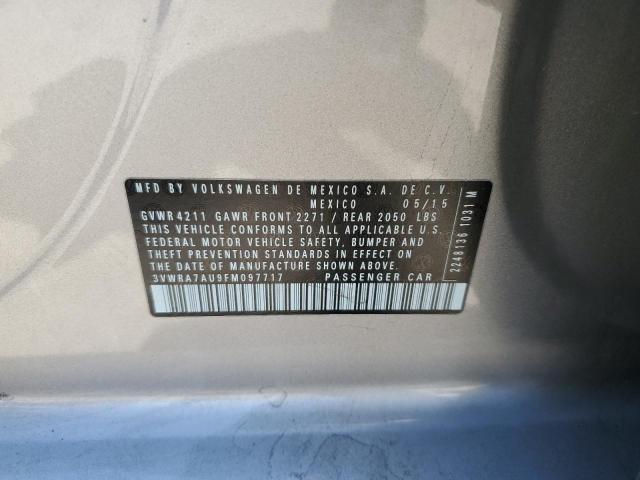 MFD BY VOLKSWAGEN DE MEXICO S.A. DE C.V.
MEXICO 05/15
GVWR 4211 GAWR FRONT 2271 / REAR 2050 LBS
THIS VEHICLE CONFORMS TO ALL APPLICABLE U.S.
FEDERAL MOTOR VEHICLE SAFETY, BUMPER AND
THEFT PREVENTION STANDARDS IN EFFECT ON
THE DATE OF MANUFACTURE SHOWN ABOVE.
3VWRA7AU9FM097717 PASSENGER CAR
2248136 1031 M